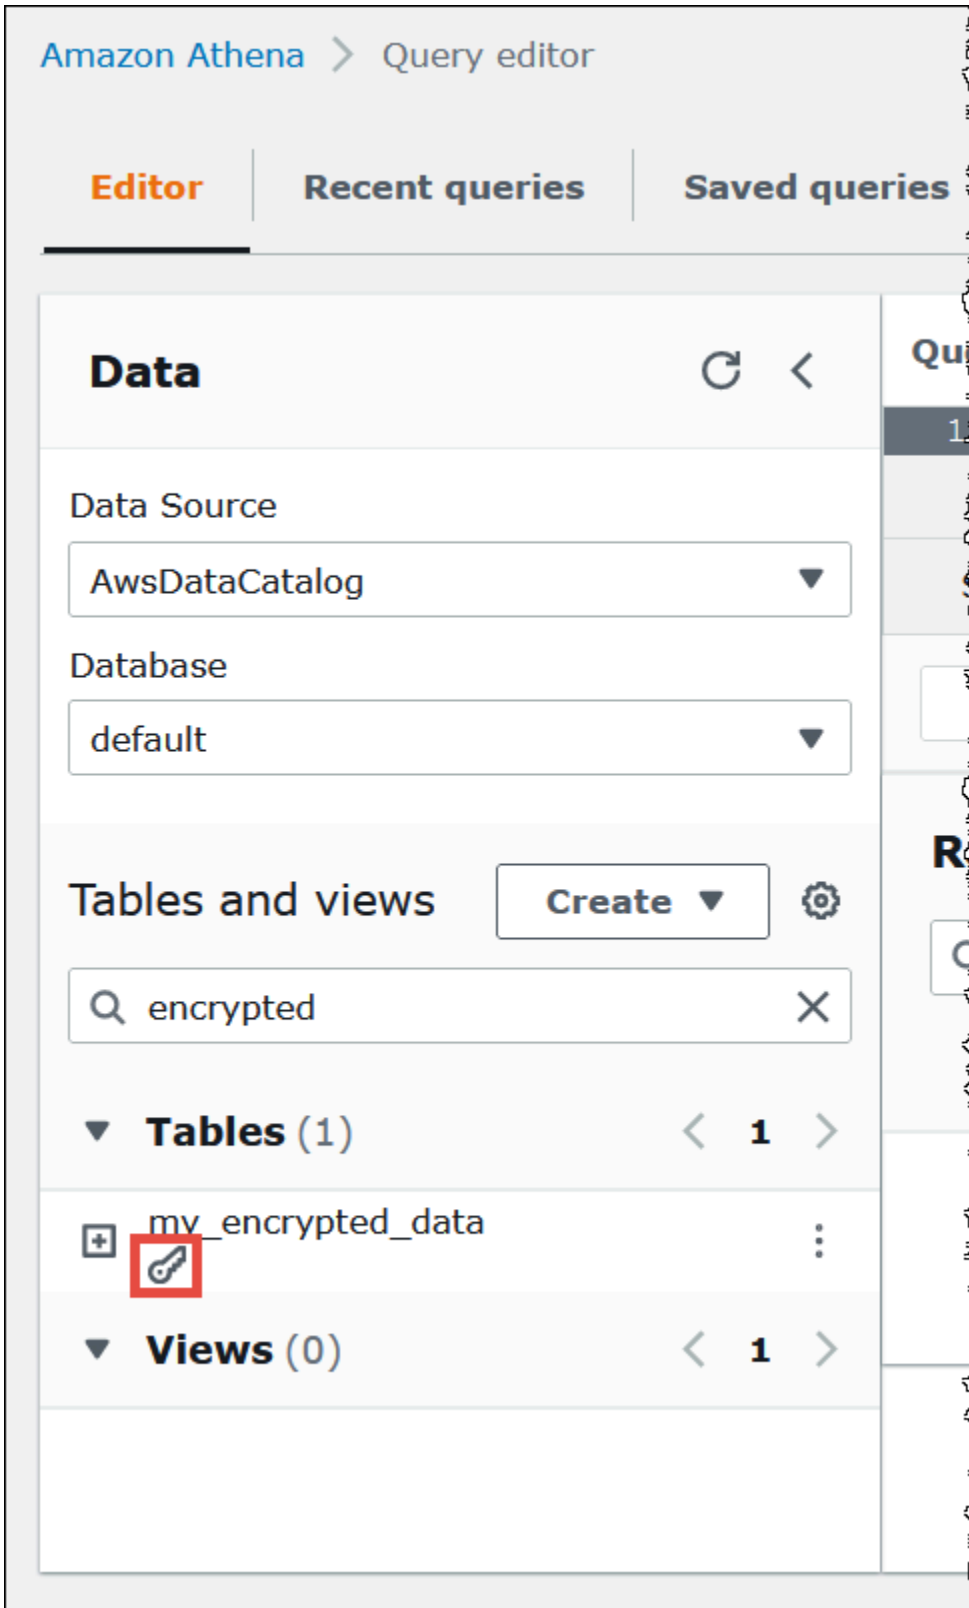 Amazon Athena > Query editor
Editor Recent queries Saved queries
Data
Data Source
AwsDataCatalog
Database
default
Tables and views Create
encrypted
Tables (1) < 1 >
my_encrypted_data
Views (0) < 1 >